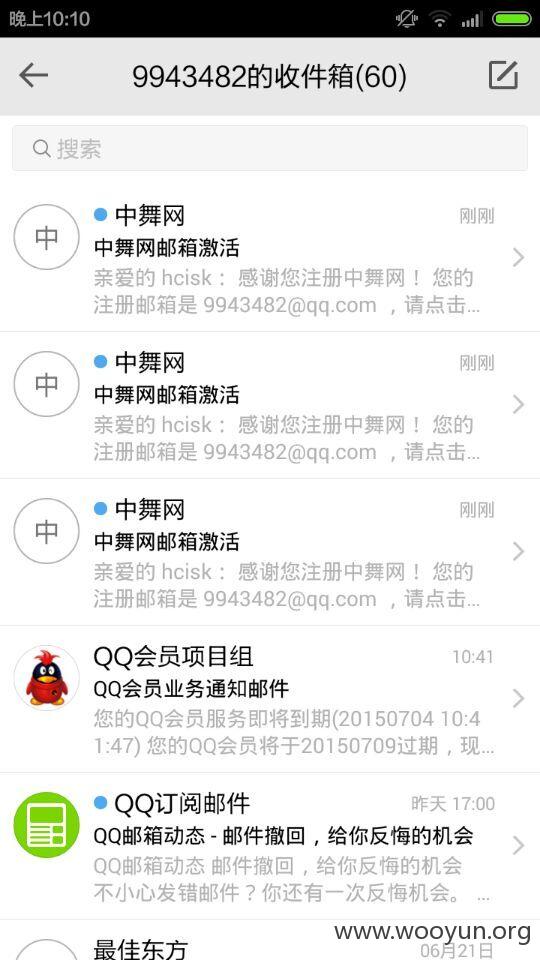 晚上10:10
9943482的收件箱(60)
搜索
中
中舞网
刚刚
中舞网邮箱激活
亲爱的 hcisk ：感谢您注册中舞网！ 您的
注册邮箱是 9943482@qq.com ，请点击...
中
中舞网
刚刚
中舞网邮箱激活
亲爱的 hcisk ：感谢您注册中舞网！ 您的
注册邮箱是 9943482@qq.com ，请点击...
中
中舞网
刚刚
中舞网邮箱激活
亲爱的 hcisk ：感谢您注册中舞网！ 您的
注册邮箱是 9943482@qq.com ，请点击...
QQ会员项目组
10:41
QQ会员业务通知邮件
您的QQ会员服务即将到期(20150704 10:4
1:47) 您的QQ会员将于20150709过期，现...
QQ订阅邮件
昨天 17:00
QQ邮箱动态 - 邮件撤回，给你反悔的机会
QQ邮箱动态 邮件撤回，给你反悔的机会
不小心发错邮件？你还有一次反悔机会。 ...
最佳东方
06月21日
www.wooyun.org